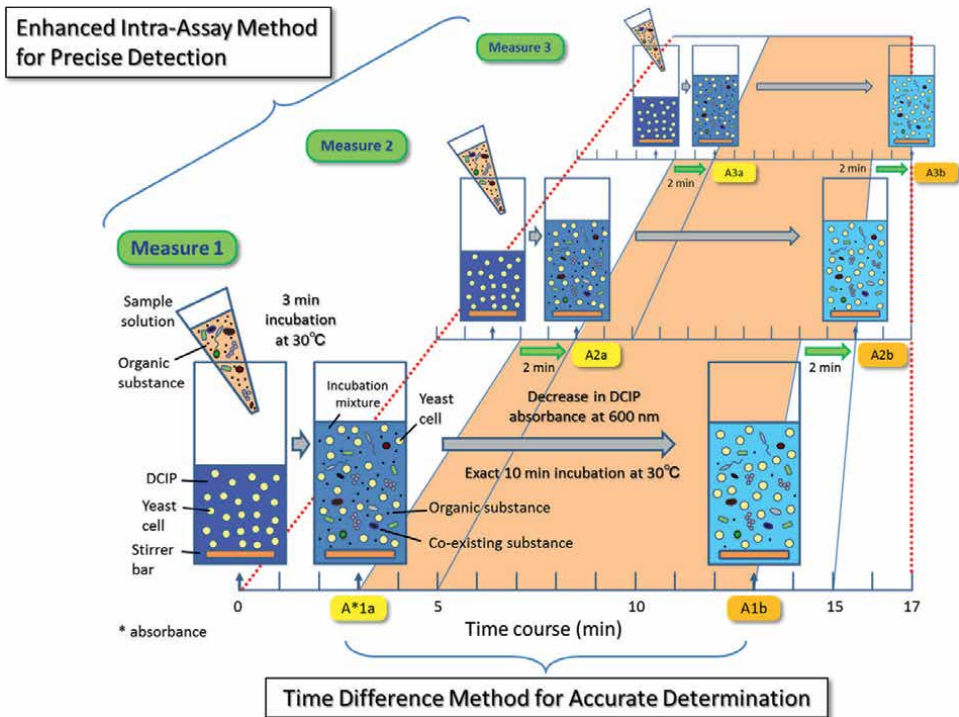 Enhanced Intra-Assay Method
for Precise Detection
Measure 3
2 min
A3a
2 min
A3b
Measure 2
2 min
A2a
2 min
A2b
Measure 1
Sample
solution
Organic
substance
3 min
incubation
at 30℃
Incubation
mixture
Yeast
cell
Decrease in DCIP
absorbance at 600 nm
Exact 10 min incubation at 30℃
DCIP
Yeast
cell
Stirrer
bar
Organic substance
Co-existing substance
0
A*1a
5
10
A1b
15
17
Time course (min)
* absorbance
Time Difference Method for Accurate Determination